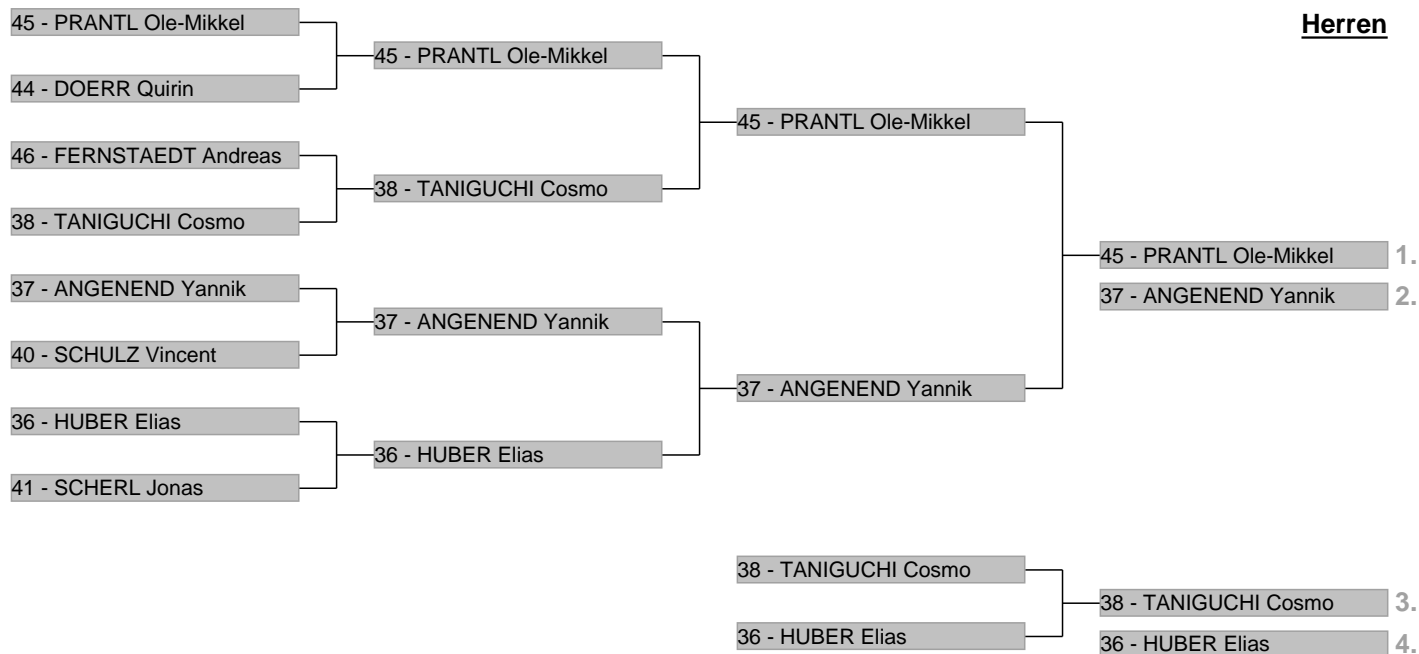 Herren
45 - PRANTL Ole-Mikkel
44 - DOERR Quirin
46 - FERNSTAEDT Andreas
38 - TANIGUCHI Cosmo
37 - ANGENEND Yannik
40 - SCHULZ Vincent
36 - HUBER Elias
41 - SCHERL Jonas
45 - PRANTL Ole-Mikkel
38 - TANIGUCHI Cosmo
37 - ANGENEND Yannik
36 - HUBER Elias
45 - PRANTL Ole-Mikkel
37 - ANGENEND Yannik
45 - PRANTL Ole-Mikkel 1.
37 - ANGENEND Yannik 2.
38 - TANIGUCHI Cosmo
36 - HUBER Elias
38 - TANIGUCHI Cosmo 3.
36 - HUBER Elias 4.